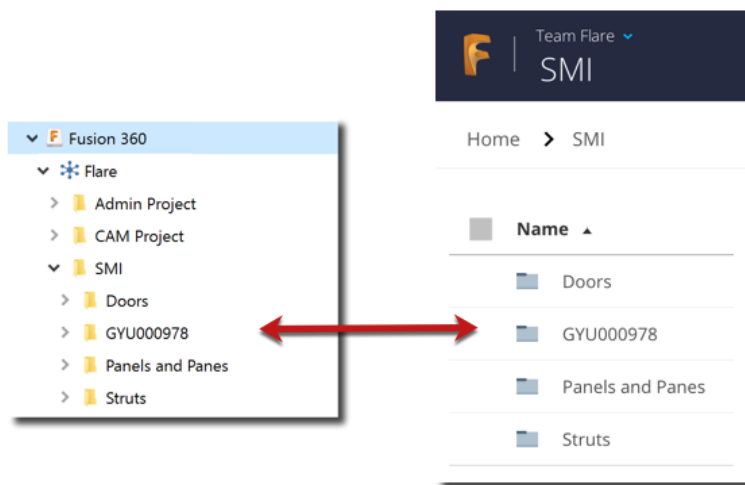 Fusion 360
Flare
Admin Project
CAM Project
SMI
Doors
GYU000978
Panels and Panes
Struts
Team Flare
SMI
Home > SMI
Name
Doors
GYU000978
Panels and Panes
Struts